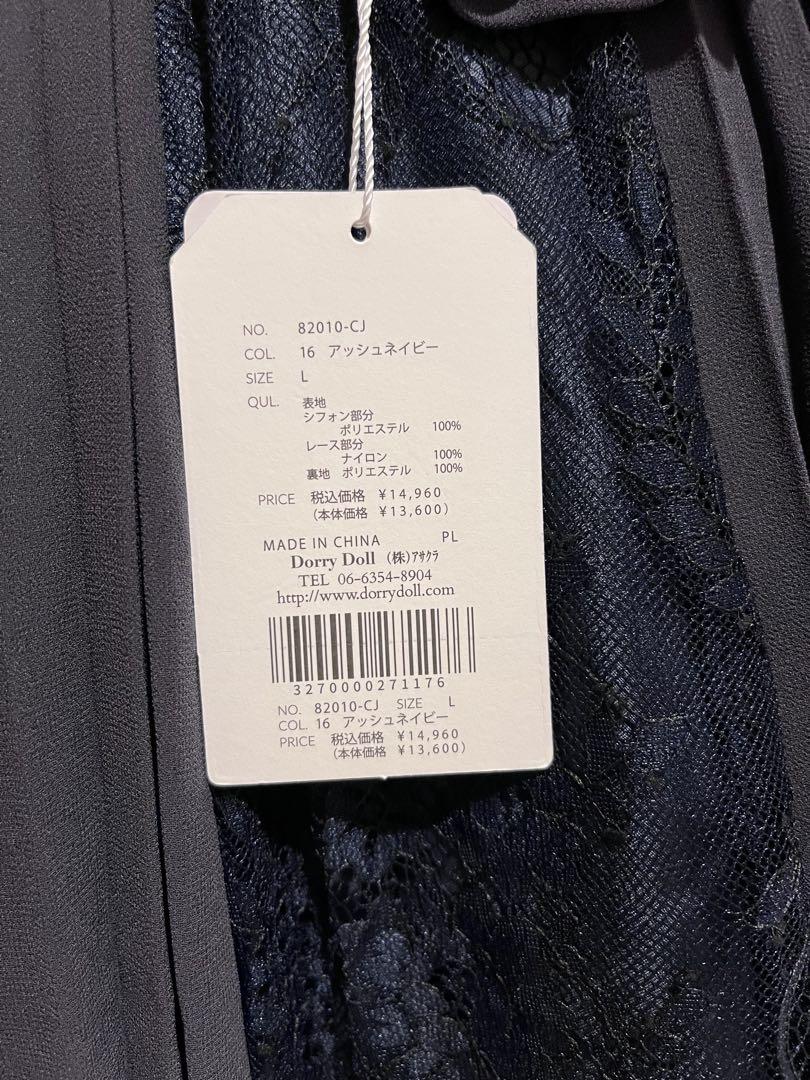 NO. 82010-CJ
COL. 16 アッシュネイビー
SIZE L
QUL. 表地
シフォン部分
ポリエステル 100%
レース部分
ナイロン 100%
裏地 ポリエステル 100%
PRICE 税込価格 ¥14,960
(本体価格 ¥13,600)
MADE IN CHINA PL
Dorry Doll (株)アサクラ
TEL 06-6354-8904
http://www.dorrydoll.com
3270000271176
NO. 82010-CJ SIZE L
COL. 16 アッシュネイビー
PRICE 税込価格 ¥14,960
(本体価格 ¥13,600)